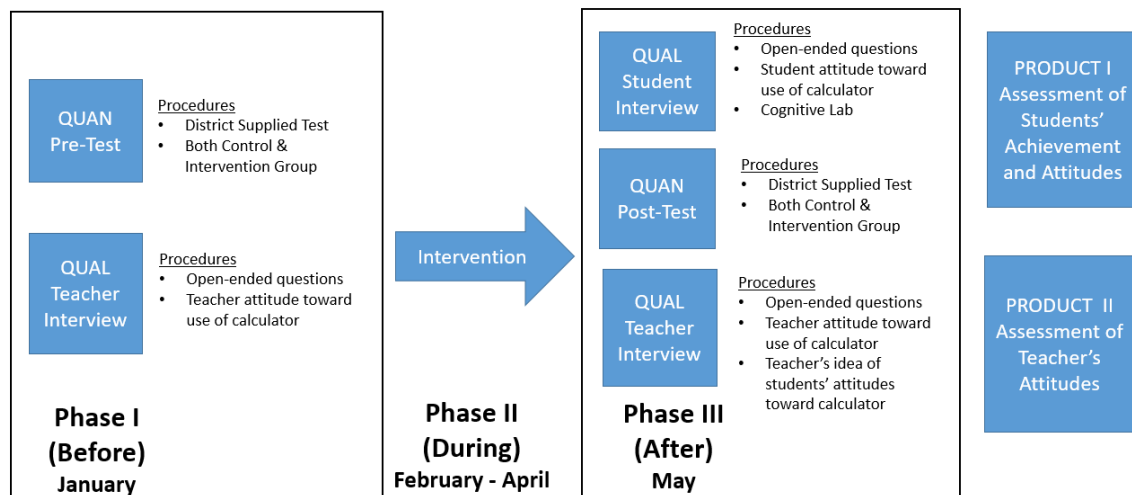 QUAN
Pre-Test
Procedures
• District Supplied Test
• Both Control &
Intervention Group
QUAL
Teacher
Interview
Procedures
• Open-ended questions
• Teacher attitude toward
use of calculator
Phase I
(Before)
January
Intervention
Phase II
(During)
February - April
QUAL
Student
Interview
Procedures
• Open-ended questions
• Student attitude toward
use of calculator
• Cognitive Lab
QUAN
Post-Test
Procedures
• District Supplied Test
• Both Control &
Intervention Group
QUAL
Teacher
Interview
Procedures
• Open-ended questions
• Teacher attitude toward
use of calculator
• Teacher’s idea of
students’ attitudes
toward calculator
Phase III
(After)
May
PRODUCT I
Assessment of
Students’
Achievement
and Attitudes
PRODUCT II
Assessment of
Teacher’s
Attitudes